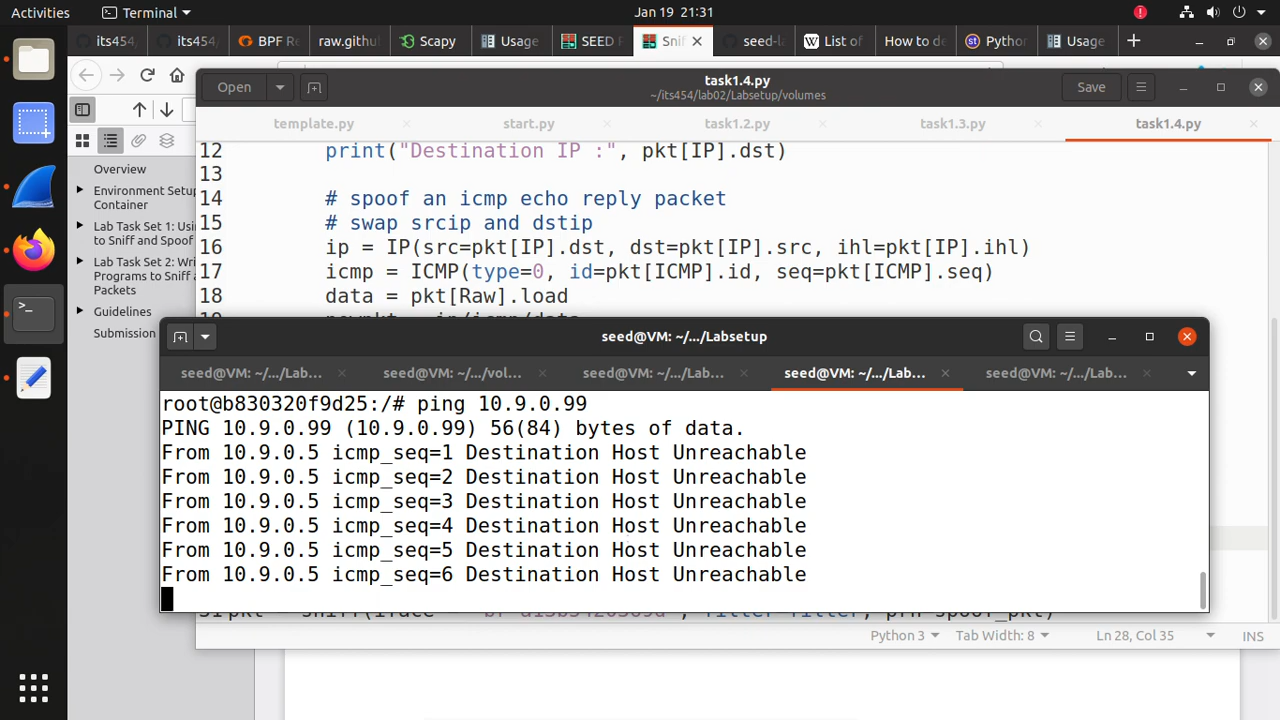 Activities Terminal Jan 19 21:31
its454/ its454/ BPF Re raw.githu Scapy Usage SEED Snif seed-l List of How to de Python Usage
Open task1.4.py Save
~/its454/lab02/Labsetup/volumes
template.py start.py task1.2.py task1.3.py task1.4.py
Overview
Environment Setup
Container
Lab Task Set 1: Usi
to Sniff and Spoof
Lab Task Set 2: Wri
Programs to Sniff a
Packets
Guidelines
Submission
12 print("Destination IP :", pkt[IP].dst)
13
14 # spoof an icmp echo reply packet
15 # swap srcip and dstip
16 ip = IP(src=pkt[IP].dst, dst=pkt[IP].src, ihl=pkt[IP].ihl)
17 icmp = ICMP(type=0, id=pkt[ICMP].id, seq=pkt[ICMP].seq)
18 data = pkt[Raw].load
seed@VM: ~/.../Labsetup
seed@VM: ~/.../Lab... seed@VM: ~/.../vol... seed@VM: ~/.../Lab... seed@VM: ~/.../Lab... seed@VM: ~/.../Lab...
root@b830320f9d25:/# ping 10.9.0.99
PING 10.9.0.99 (10.9.0.99) 56(84) bytes of data.
From 10.9.0.5 icmp_seq=1 Destination Host Unreachable
From 10.9.0.5 icmp_seq=2 Destination Host Unreachable
From 10.9.0.5 icmp_seq=3 Destination Host Unreachable
From 10.9.0.5 icmp_seq=4 Destination Host Unreachable
From 10.9.0.5 icmp_seq=5 Destination Host Unreachable
From 10.9.0.5 icmp_seq=6 Destination Host Unreachable
Python 3 Tab Width: 8 Ln 28, Col 35 INS